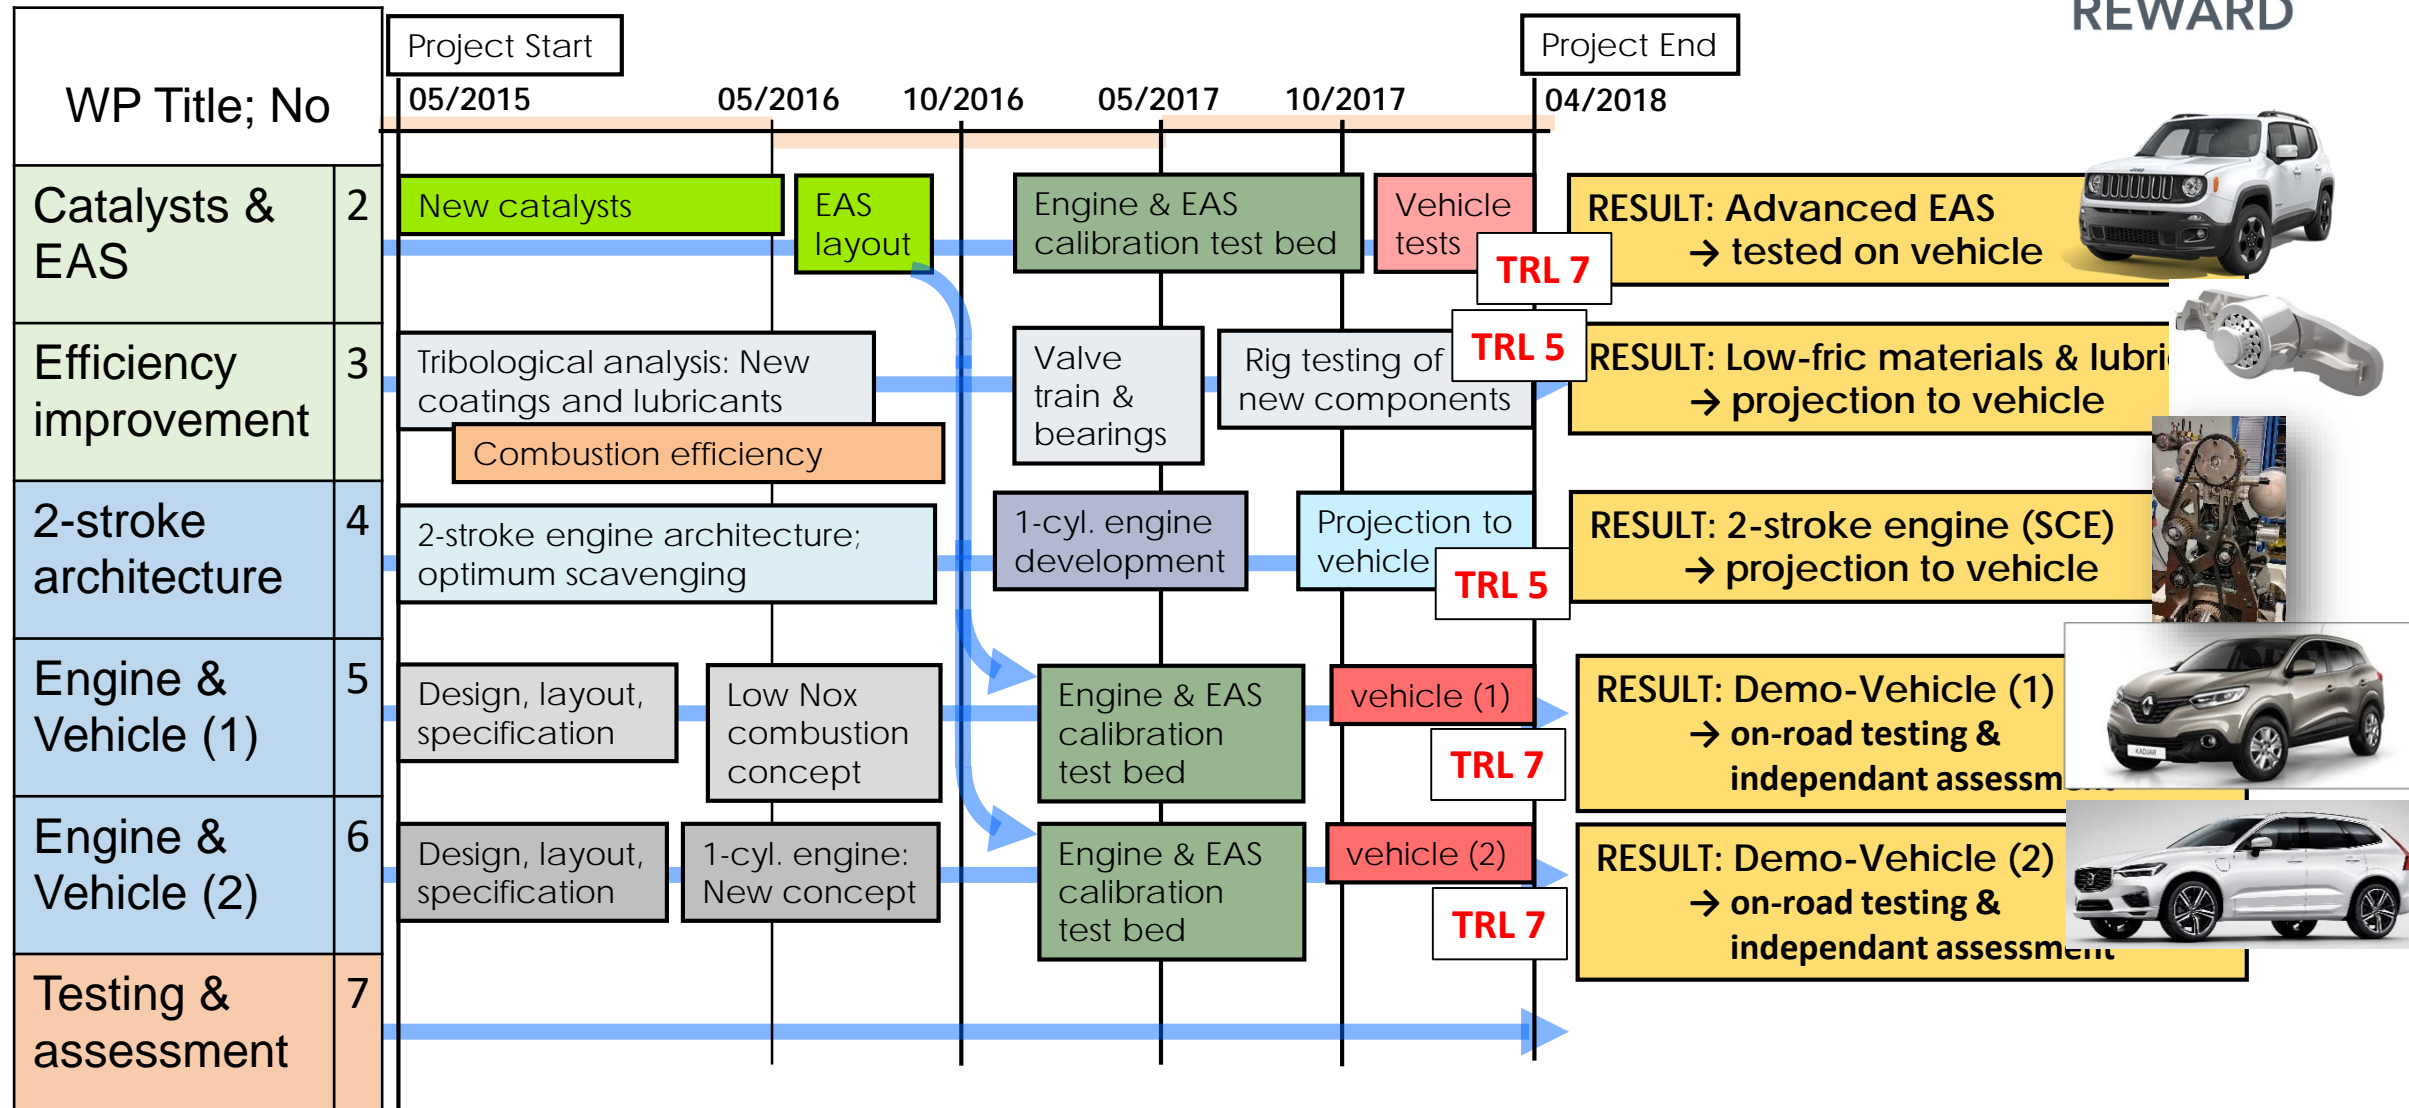 REWARD
Project Start
Project End
WP Title; No
05/2015
05/2016
10/2016
05/2017
10/2017
04/2018
Catalysts &
EAS
2
New catalysts
EAS
layout
Engine & EAS
calibration test bed
Vehicle
tests
TRL 7
RESULT: Advanced EAS
→ tested on vehicle
Jeep
Efficiency
improvement
3
Tribological analysis: New
coatings and lubricants
Combustion efficiency
Valve
train &
bearings
Rig testing of
new components
TRL 5
RESULT: Low-fric materials & lubri
→ projection to vehicle
2-stroke
architecture
4
2-stroke engine architecture;
optimum scavenging
1-cyl. engine
development
Projection to
vehicle
TRL 5
RESULT: 2-stroke engine (SCE)
→ projection to vehicle
Engine &
Vehicle (1)
5
Design, layout,
specification
Low Nox
combustion
concept
Engine & EAS
calibration
test bed
vehicle (1)
TRL 7
RESULT: Demo-Vehicle (1)
→ on-road testing &
independant assessm
KADJAR
Engine &
Vehicle (2)
6
Design, layout,
specification
1-cyl. engine:
New concept
Engine & EAS
calibration
test bed
vehicle (2)
TRL 7
RESULT: Demo-Vehicle (2)
→ on-road testing &
independant assessment
Testing &
assessment
7